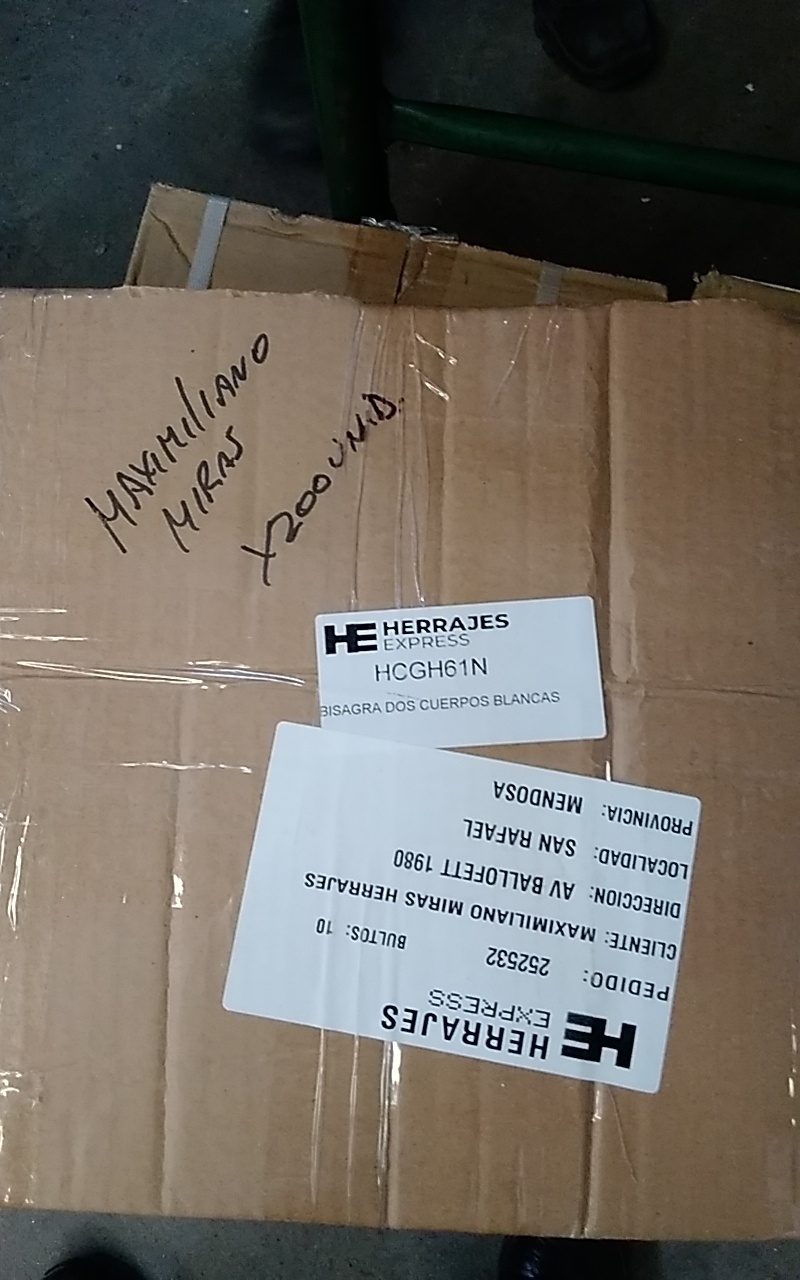 MAXIMILIANO
MIRAS
X200 UNID.
HE HERRAJES
EXPRESS
HCGH61N
BISAGRA DOS CUERPOS BLANCAS
HE HERRAJES
EXPRESS
PEDIDO: 252532 BULTOS: 10
CLIENTE: MAXIMILIANO MIRAS HERRAJES
DIRECCION: AV BALLOFETT 1980
LOCALIDAD: SAN RAFAEL
PROVINCIA: MENDOSA